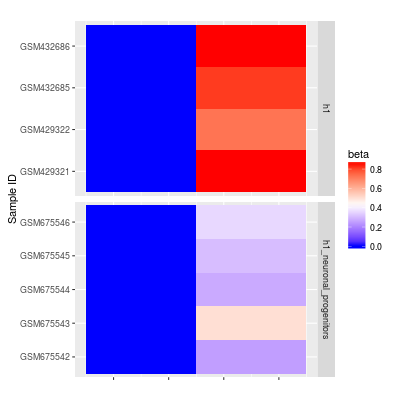 GSM432686
GSM432685
GSM429322
GSM429321
h1
GSM675546
GSM675545
GSM675544
GSM675543
GSM675542
h1_neuronal_progenitors
Sample ID
beta
0.8
0.6
0.4
0.2
0.0